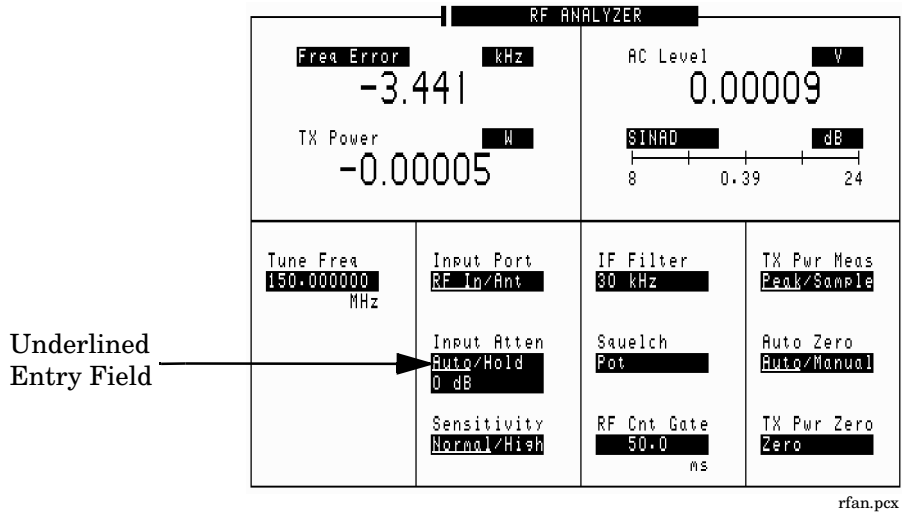 RF ANALYZER
Freq Error kHz
-3.441
AC Level V
0.00009
TX Power W
-0.00005
SINAD dB
8 0.39 24
Tune Freq
150.000000
MHz
Input Port
RF In/Ant
IF Filter
30 kHz
TX Pwr Meas
Peak/Sample
Underlined
Entry Field
Input Atten
Auto/Hold
0 dB
Squelch
Pot
Auto Zero
Auto/Manual
Sensitivity
Normal/High
RF Cnt Gate
50.0
ms
TX Pwr Zero
Zero
rfan.pcx